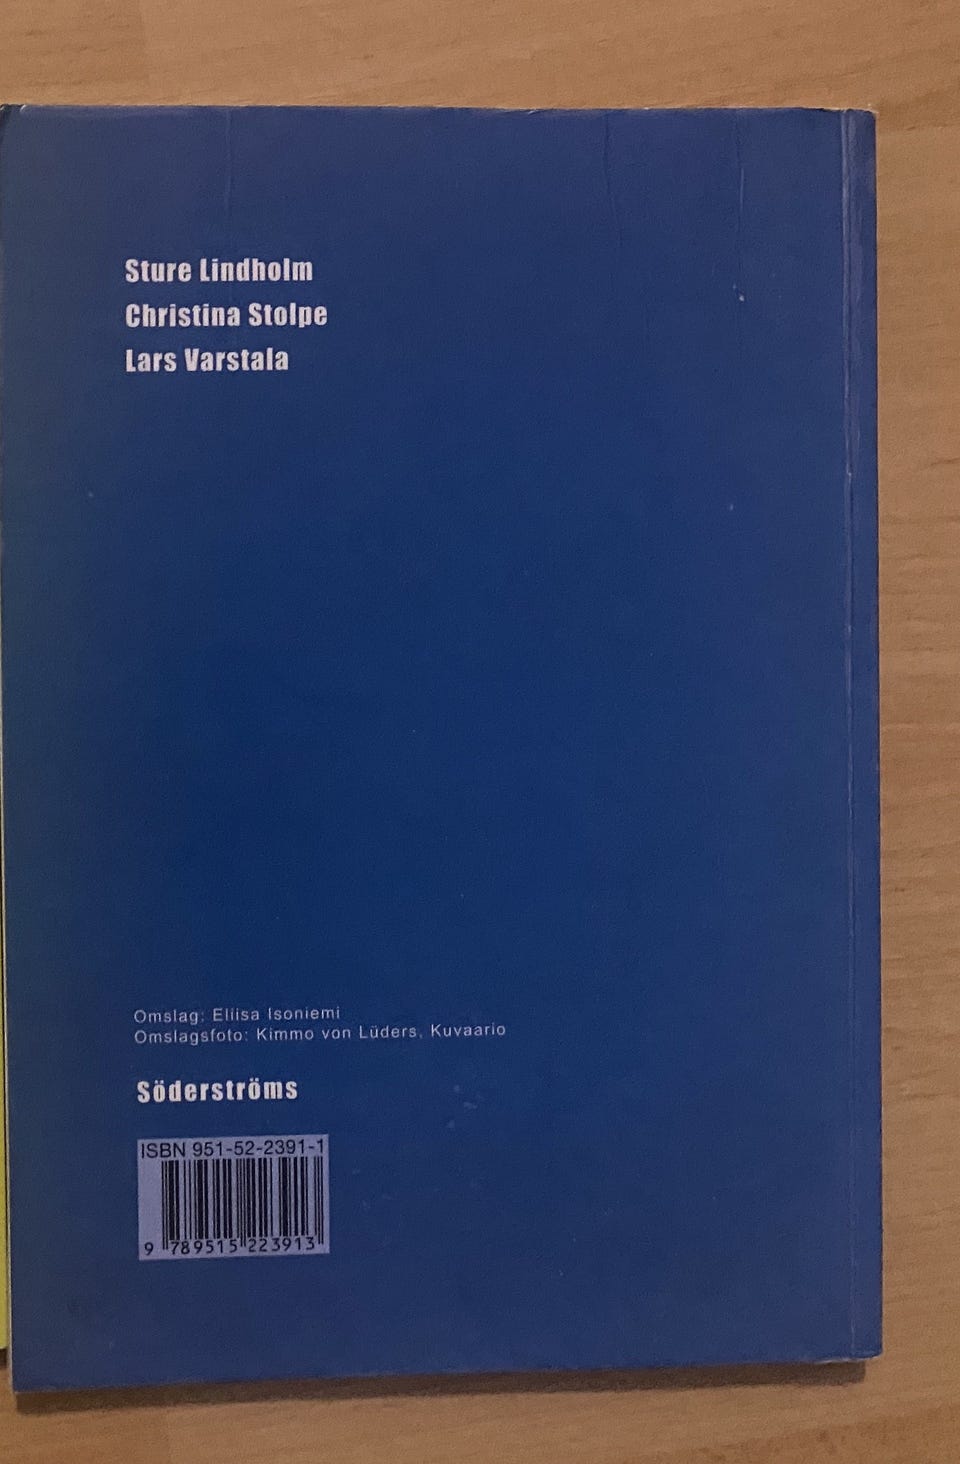 Sture Lindholm
Christina Stolpe
Lars Varstala
Omslag: Eliisa Isoniemi
Omslagsfoto: Kimmo von Lüders, Kuvaario
Söderströms
ISBN 951-52-2391-1
9 789515 223913